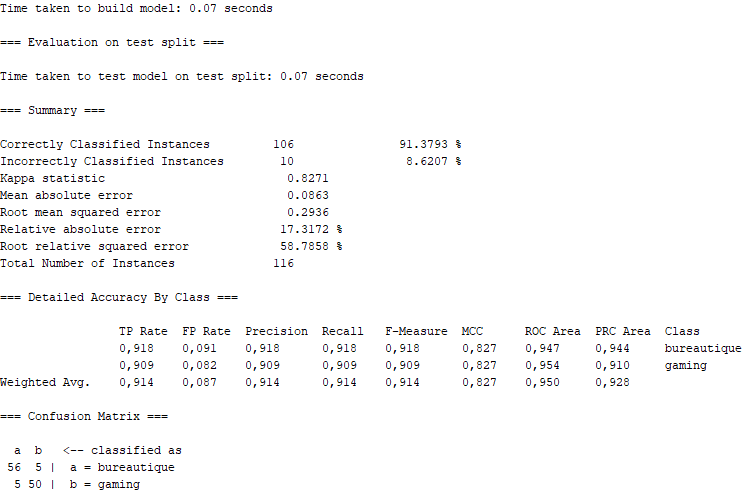 Time taken to build model: 0.07 seconds
=== Evaluation on test split ===
Time taken to test model on test split: 0.07 seconds
=== Summary ===
Correctly Classified Instances 106 91.3793 %
Incorrectly Classified Instances 10 8.6207 %
Kappa statistic 0.8271
Mean absolute error 0.0863
Root mean squared error 0.2936
Relative absolute error 17.3172 %
Root relative squared error 58.7858 %
Total Number of Instances 116
=== Detailed Accuracy By Class ===
TP Rate FP Rate Precision Recall F-Measure MCC ROC Area PRC Area Class
0,918 0,091 0,918 0,918 0,918 0,827 0,947 0,944 bureautique
0,909 0,082 0,909 0,909 0,909 0,827 0,954 0,910 gaming
Weighted Avg. 0,914 0,087 0,914 0,914 0,914 0,827 0,950 0,928
=== Confusion Matrix ===
a b <-- classified as
56 5 | a = bureautique
5 50 | b = gaming